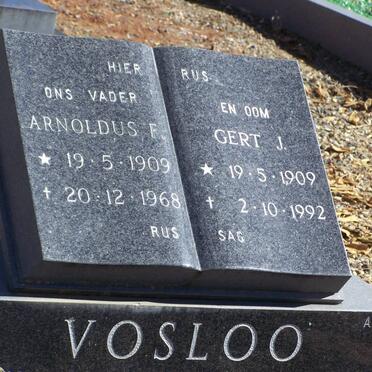 HIER RUS
ONS VADER
ARNOLDUS F.
★ 19·5·1909
† 20·12·1968
RUS
EN OOM
GERT J.
★ 19·5·1909
† 2·10·1992
SAG
VOSLOO
A